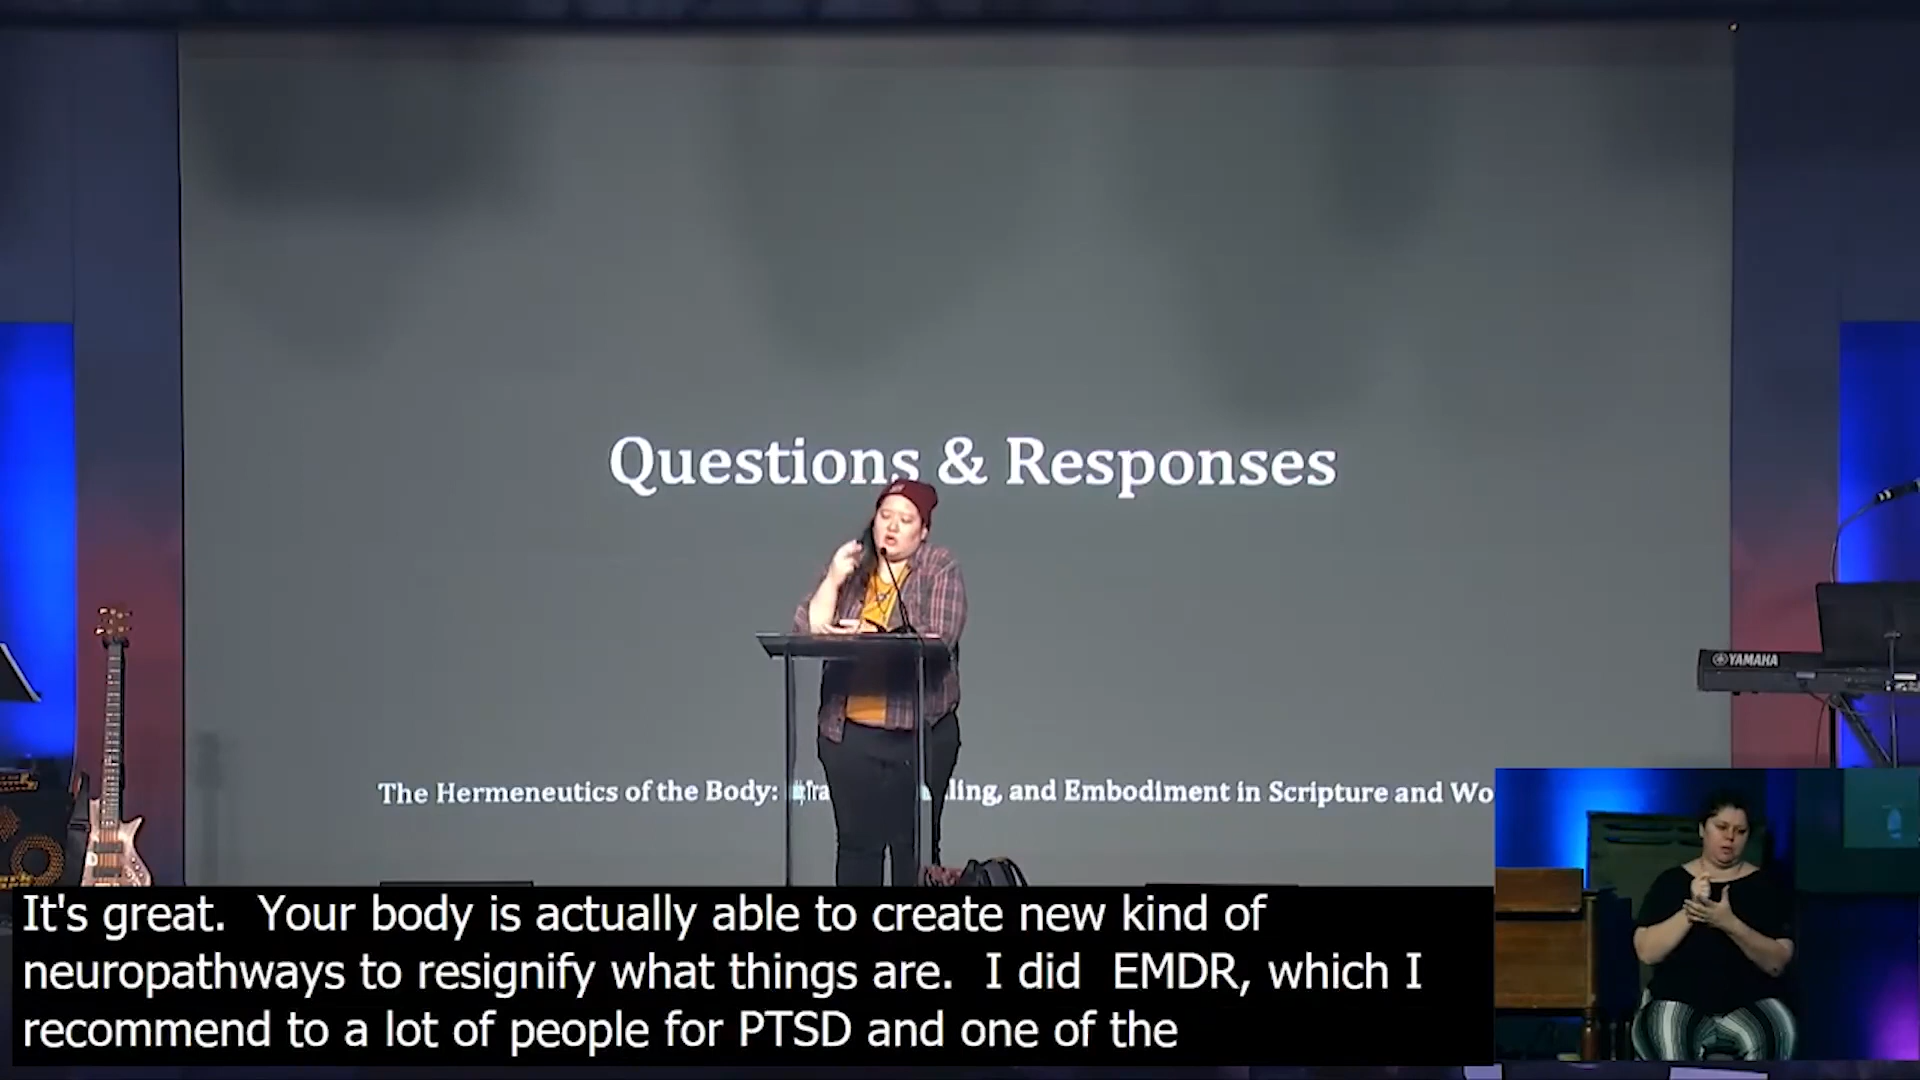 Questions & Responses
The Hermeneutics of the Body: and Embodiment in Scripture and
YAMAHA
It's great. Your body is actually able to create new kind of
neuropathways to resignify what things are. I did EMDR, which I
recommend to a lot of people for PTSD and one of the